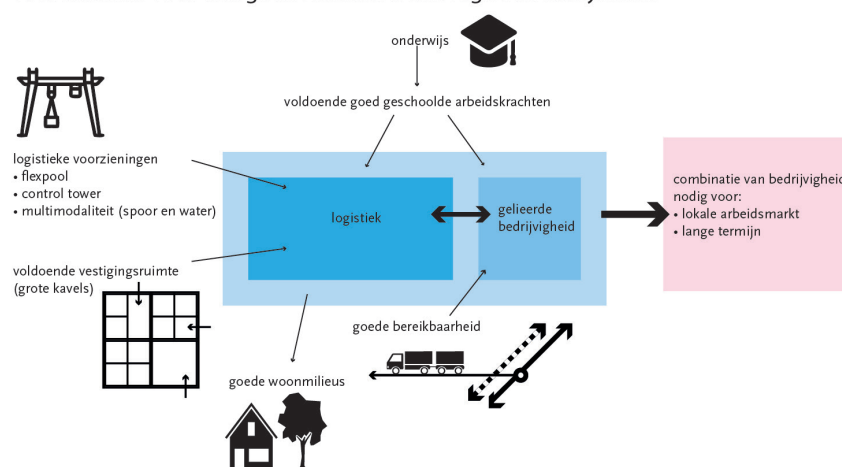 onderwijs
voldoende goed geschoolde arbeidskrachten
logistieke voorzieningen
• flexpool
• control tower
• multimodaliteit (spoor en water)
logistiek
gelieerde
bedrijvigheid
combinatie van bedrijvigheid
nodig voor:
• lokale arbeidsmarkt
• lange termijn
voldoende vestigingsruimte
(grote kavels)
goede bereikbaarheid
goede woonmilieus